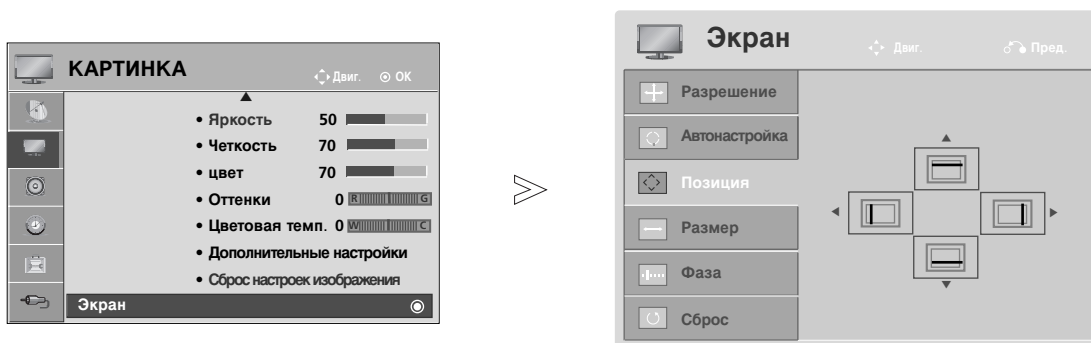 КАРТИНКА
Двиг. OK
• Яркость 50
• Четкость 70
• цвет 70
• Оттенки 0 R G
• Цветовая темп. 0 W C
• Дополнительные настройки
• Сброс настроек изображения
Экран
Экран
Двиг. Пред.
Разрешение
Автонастройка
Позиция
Размер
Фаза
Сброс